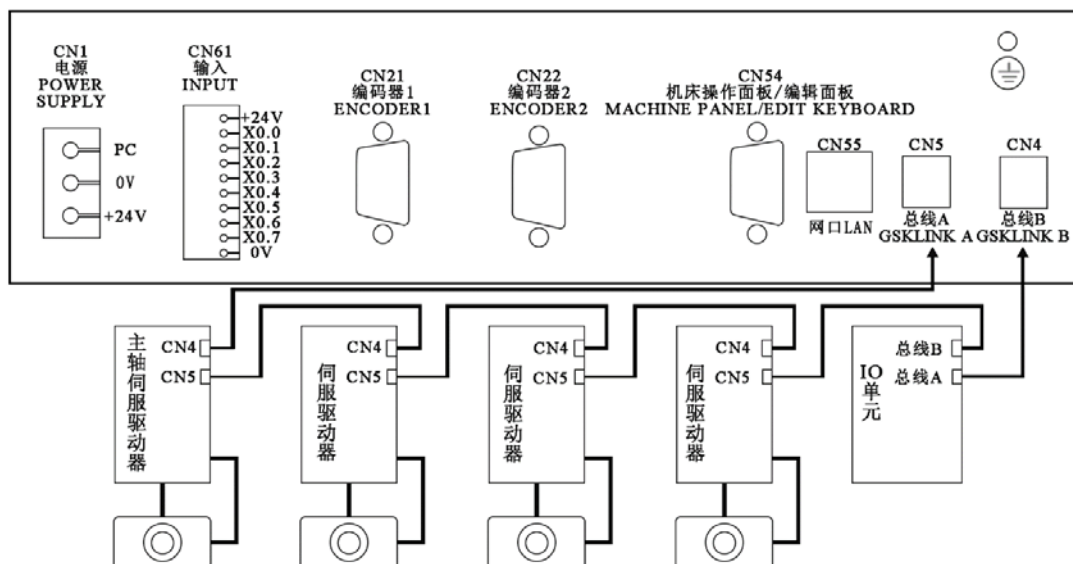 CN1
电源
POWER
SUPPLY
PC
0V
+24V
CN61
输入
INPUT
+24V
X0.0
X0.1
X0.2
X0.3
X0.4
X0.5
X0.6
X0.7
0V
CN21
编码器1
ENCODER1
CN22
编码器2
ENCODER2
CN54
机床操作面板/编辑面板
MACHINE PANEL/EDIT KEYBOARD
CN55
网口LAN
CN5
总线A
GSKLINK A
CN4
总线B
GSKLINK B
主轴伺服驱动器
CN4
CN5
伺服驱动器
CN4
CN5
伺服驱动器
CN4
CN5
伺服驱动器
CN4
CN5
IO单元
总线B
总线A